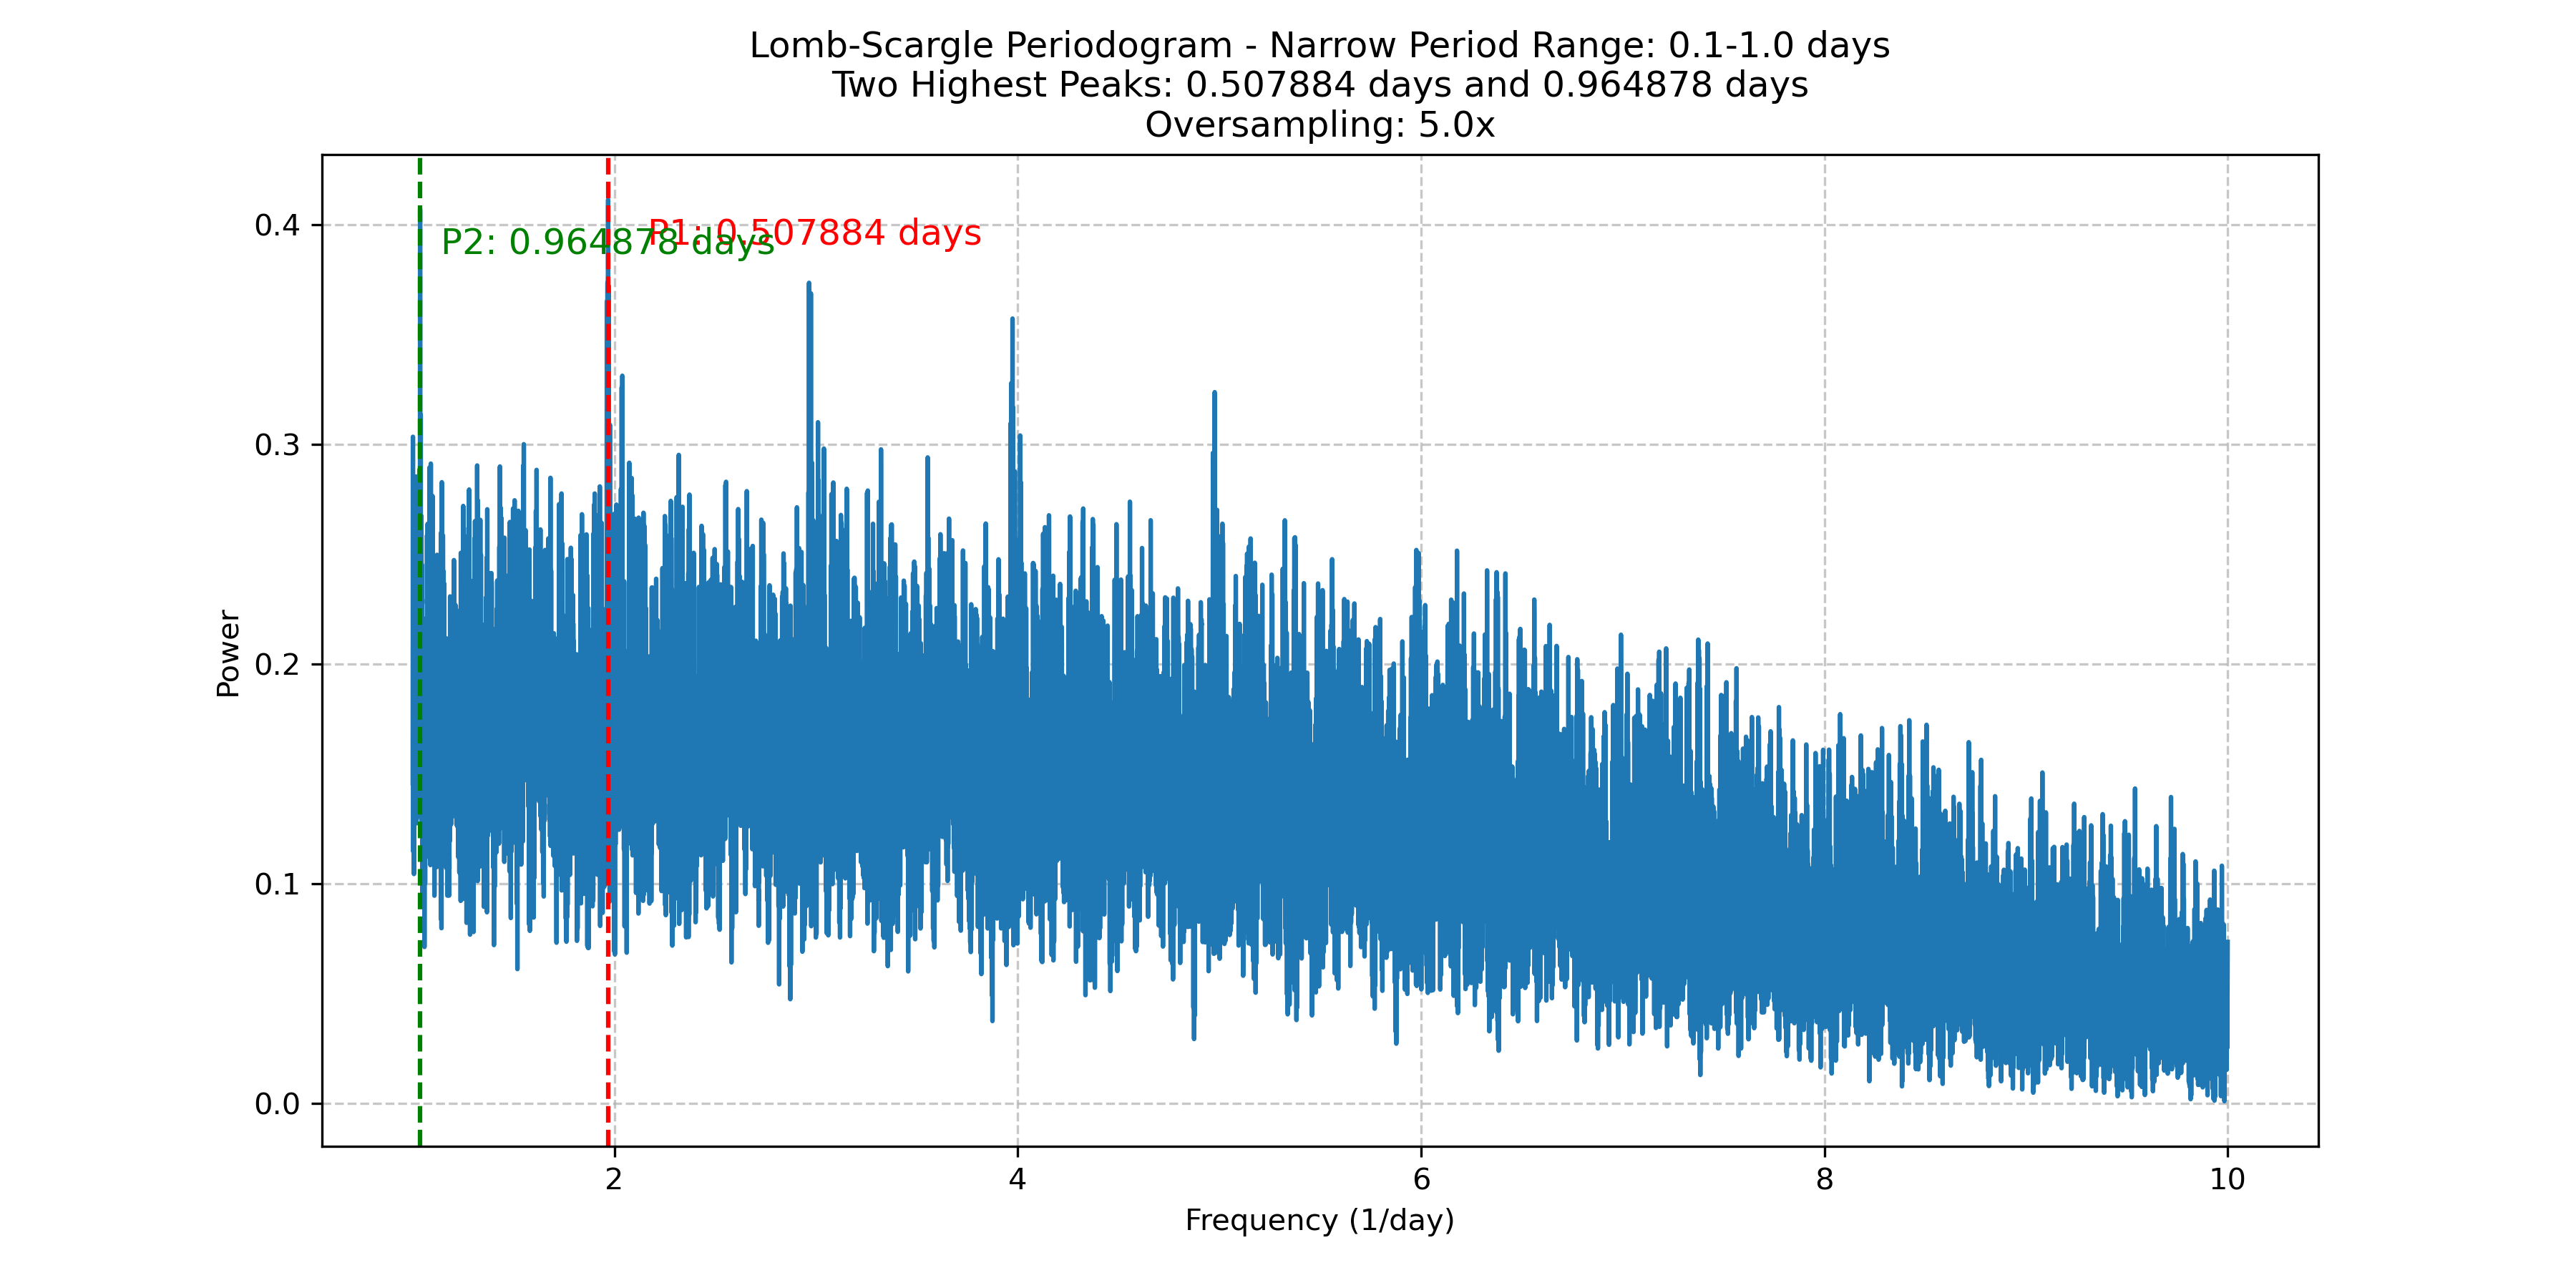 Lomb-Scargle Periodogram - Narrow Period Range: 0.1-1.0 days
Two Highest Peaks: 0.507884 days and 0.964878 days
Oversampling: 5.0x
P1: 0.507884 days
P2: 0.964878 days
0.4
0.3
0.2
0.1
0.0
Power
2 4 6 8 10
Frequency (1/day)